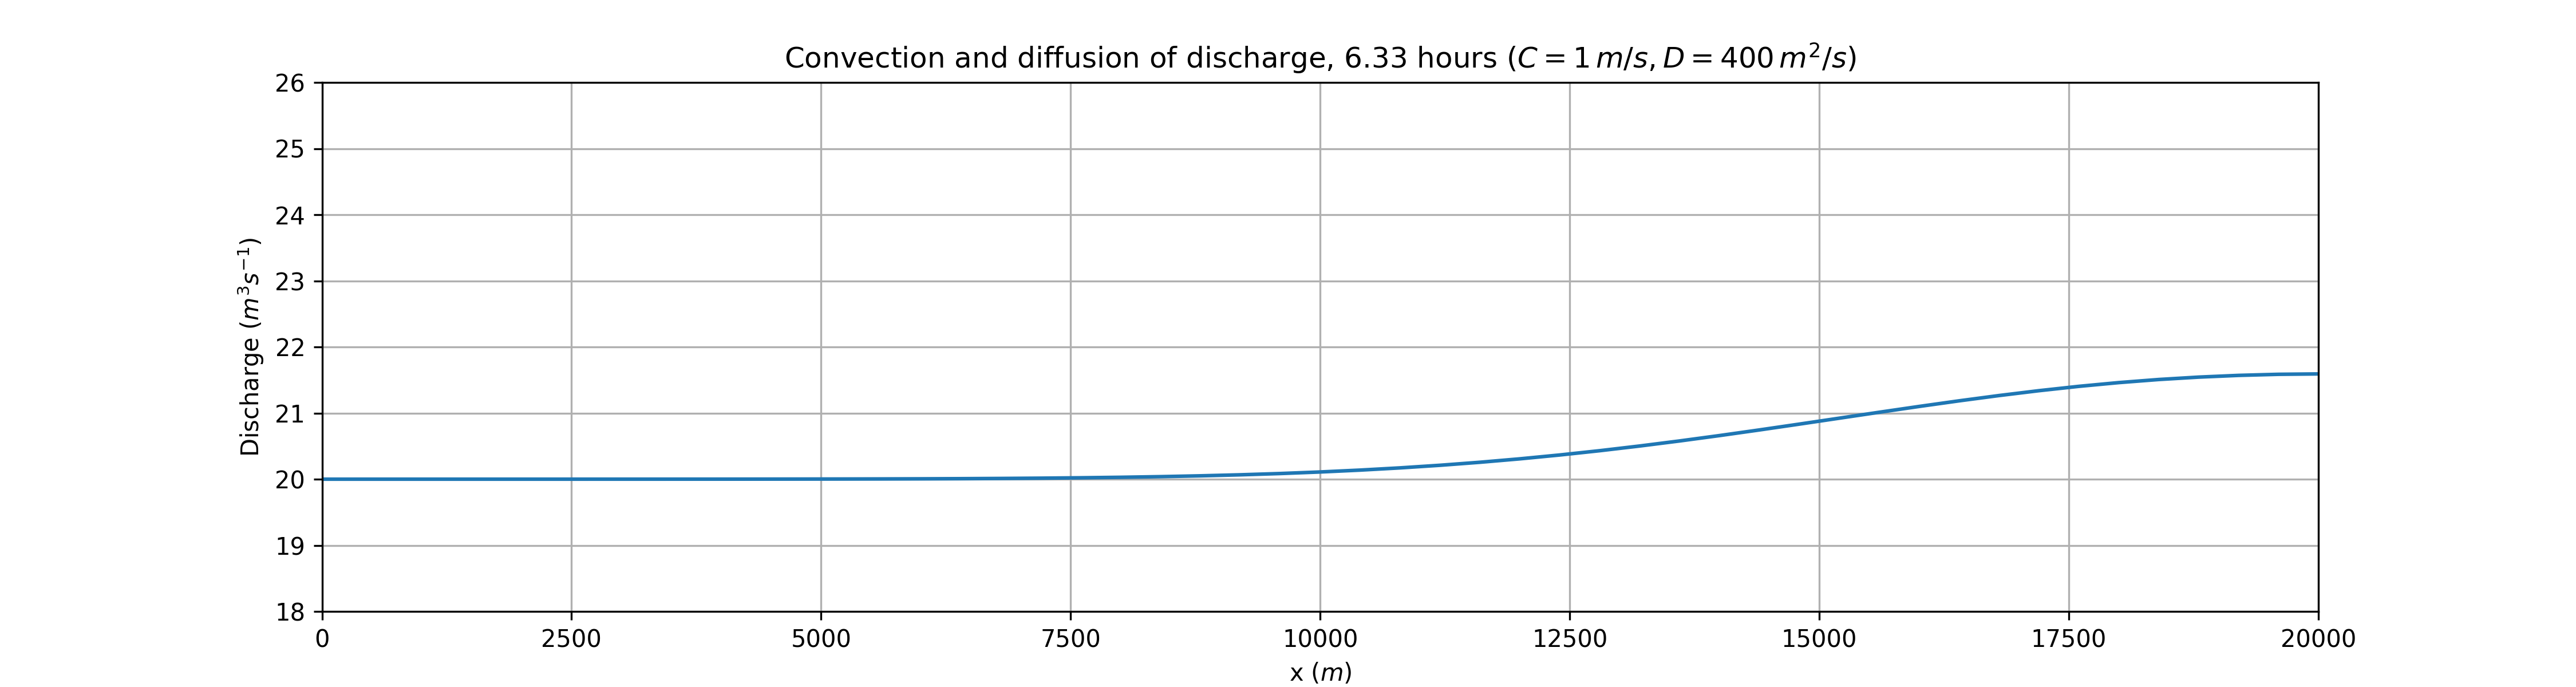 Convection and diffusion of discharge, 6.33 hours (C = 1 m/s, D = 400 m²/s)
26
25
24
23
22
21
20
19
18
Discharge (m³s⁻¹)
0 2500 5000 7500 10000 12500 15000 17500 20000
x (m)